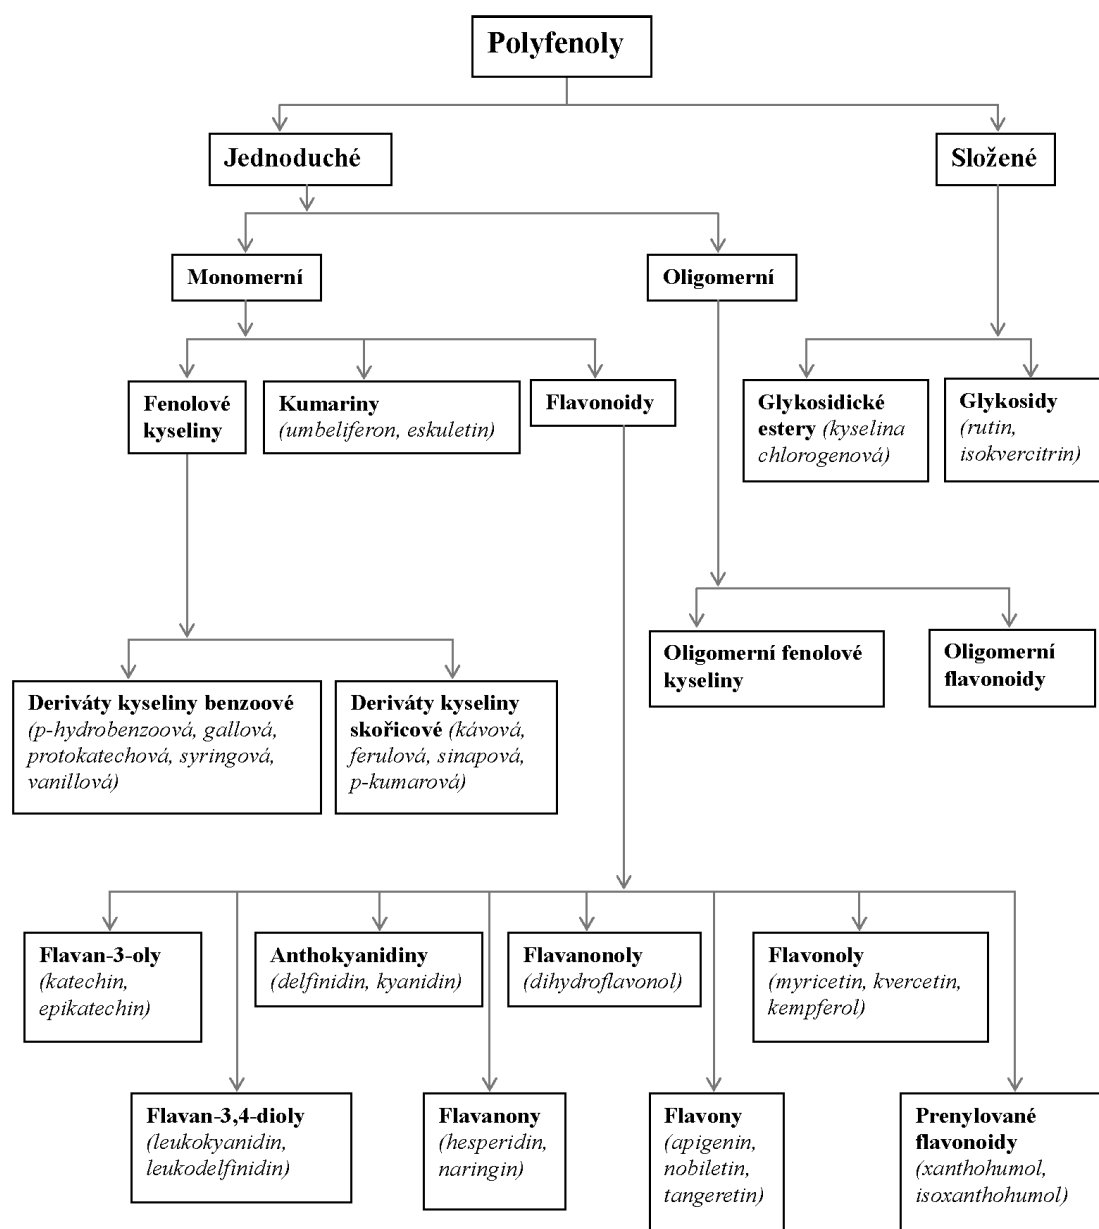 Polyfenoly
Jednoduché
Složené
Monomerní
Oligomerní
Fenolové
kyseliny
Kumariny
(umbeliferon, eskuletin)
Flavonoidy
Glykosidické
estery (kyselina
chlorogenová)
Glykosidy
(rutin,
isokvercitrin)
Oligomerní fenolové
kyseliny
Oligomerní
flavonoidy
Deriváty kyseliny benzoové
(p-hydrobenzoová, gallová,
protokatechová, syringová,
vanillová)
Deriváty kyseliny
skořicové (kávová,
ferulová, sinapová,
p-kumarová)
Flavan-3-oly
(katechin,
epikatechin)
Anthokyanidiny
(delfinidin, kyanidin)
Flavanonoly
(dihydroflavonol)
Flavonoly
(myricetin, kvercetin,
kempferol)
Flavan-3,4-dioly
(leukokyanidin,
leukodelfinidin)
Flavanony
(hesperidin,
naringin)
Flavony
(apigenin,
nobiletin,
tangeretin)
Prenylované
flavonoidy
(xanthohumol,
isoxanthohumol)